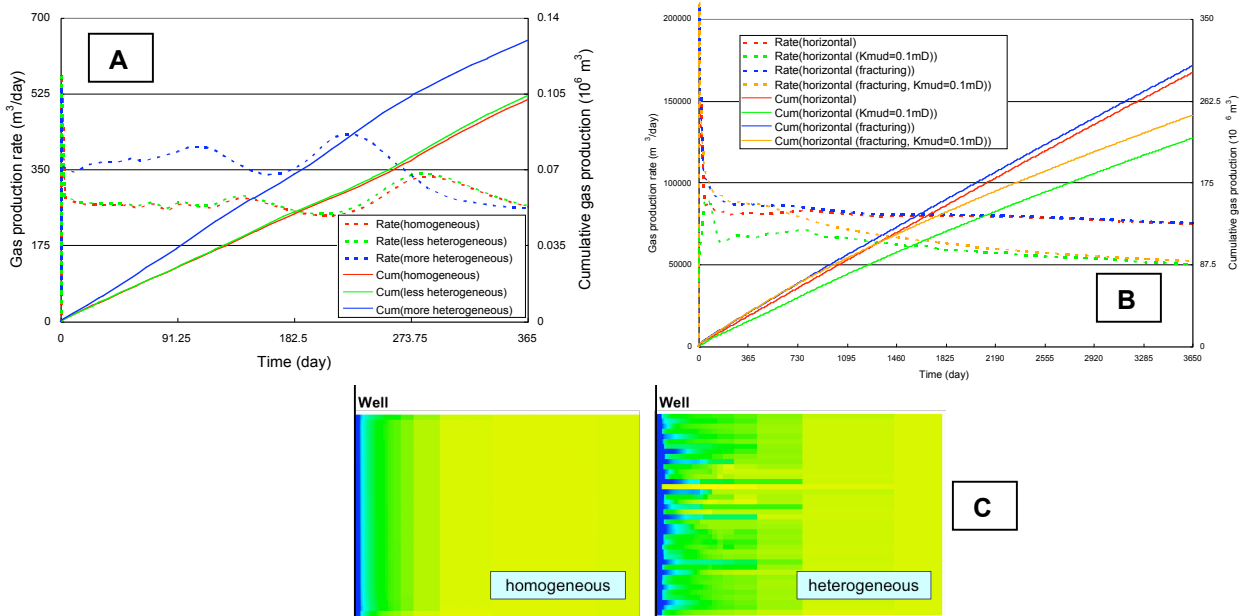 A
Gas production rate (m³/day)
700
525
350
175
0
Cumulative gas production (10⁶ m³)
0.14
0.105
0.07
0.035
0
Rate(homogeneous)
Rate(less heterogeneous)
Rate(more heterogeneous)
Cum(homogeneous)
Cum(less heterogeneous)
Cum(more heterogeneous)
0 91.25 182.5 273.75 365
Time (day)
B
Gas production rate (m³/day)
200000
150000
100000
50000
0
Cumulative gas production (10⁶ m³)
350
262.5
175
87.5
0
Rate(horizontal)
Rate(horizontal (Kmud=0.1mD))
Rate(horizontal (fracturing))
Rate(horizontal (fracturing, Kmud=0.1mD))
Cum(horizontal)
Cum(horizontal (Kmud=0.1mD))
Cum(horizontal (fracturing))
Cum(horizontal (fracturing, Kmud=0.1mD))
0 365 730 1095 1460 1825 2190 2555 2920 3285 3650
Time (day)
Well
homogeneous
Well
heterogeneous
C